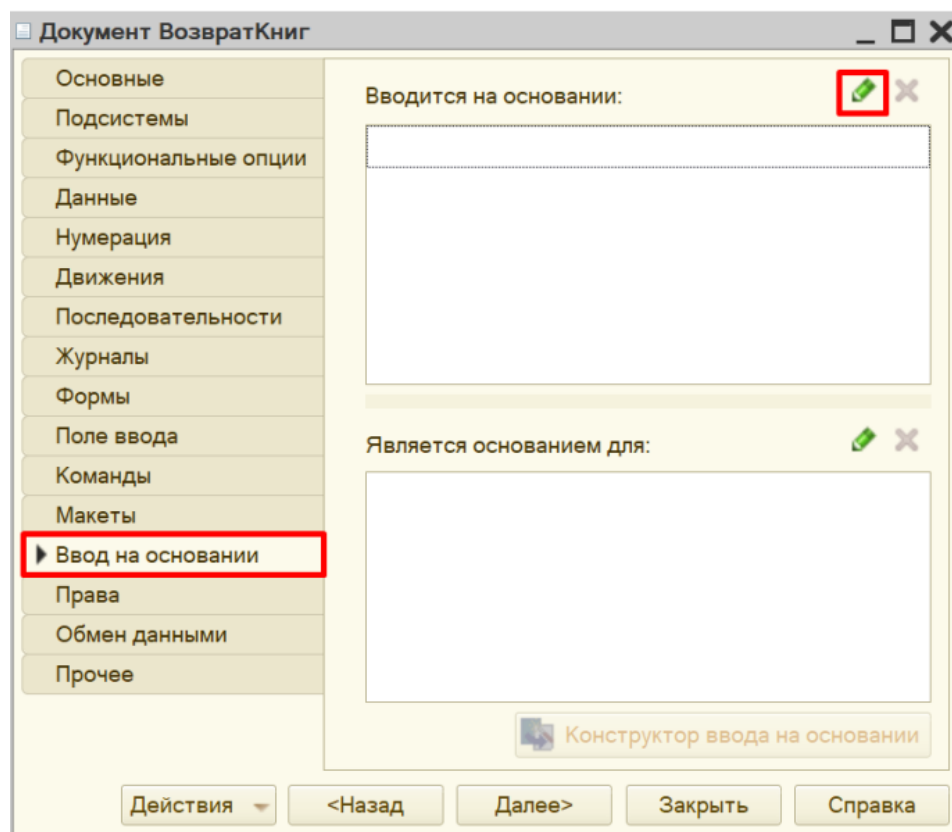 Документ ВозвратКниг
Основные
Подсистемы
Функциональные опции
Данные
Нумерация
Движения
Последовательности
Журналы
Формы
Поле ввода
Команды
Макеты
Ввод на основании
Права
Обмен данными
Прочее
Вводится на основании:
Является основанием для:
Конструктор ввода на основании
Действия
<Назад
Далее>
Закрыть
Справка